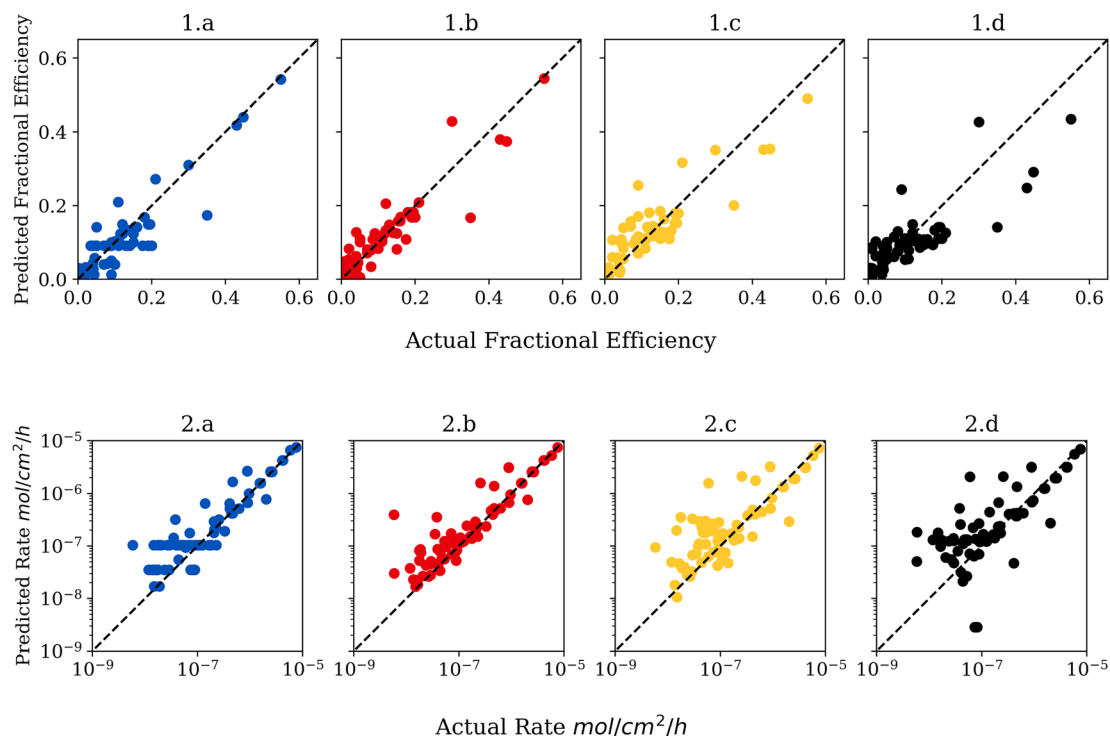 1.a 1.b 1.c 1.d
0.6
0.4
0.2
0.0
Predicted Fractional Efficiency
0.0 0.2 0.4 0.6 0.0 0.2 0.4 0.6 0.0 0.2 0.4 0.6 0.0 0.2 0.4 0.6
Actual Fractional Efficiency
2.a 2.b 2.c 2.d
10⁻⁵
10⁻⁶
10⁻⁷
10⁻⁸
10⁻⁹
Predicted Rate mol/cm²/h
10⁻⁹ 10⁻⁷ 10⁻⁵ 10⁻⁹ 10⁻⁷ 10⁻⁵ 10⁻⁹ 10⁻⁷ 10⁻⁵ 10⁻⁹ 10⁻⁷ 10⁻⁵
Actual Rate mol/cm²/h